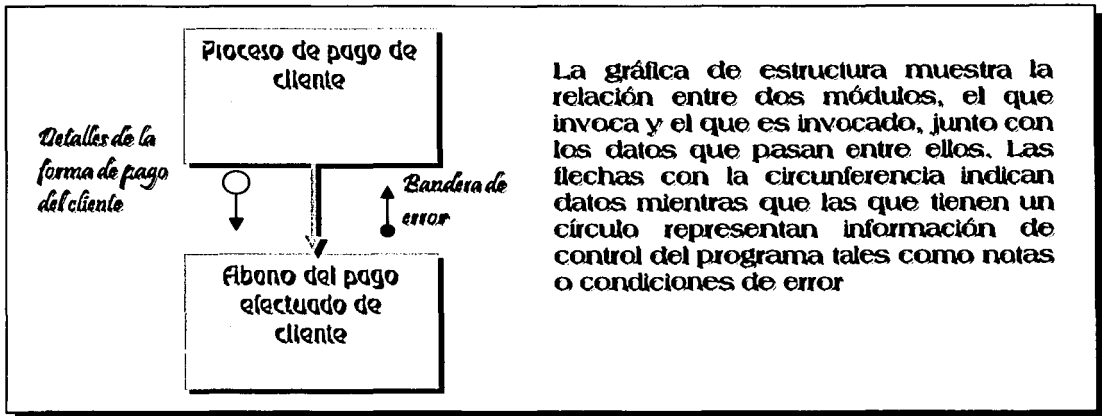 Proceso de pago de
cliente
Detalles de la
forma de pago
del cliente
Bandera de
error
Abono del pago
efectuado de
cliente
La gráfica de estructura muestra la
relación entre dos módulos, el que
invoca y el que es invocado, junto con
los datos que pasan entre ellos. Las
flechas con la circunferencia indican
datos mientras que las que tienen un
círculo representan información de
control del programa tales como notas
o condiciones de error